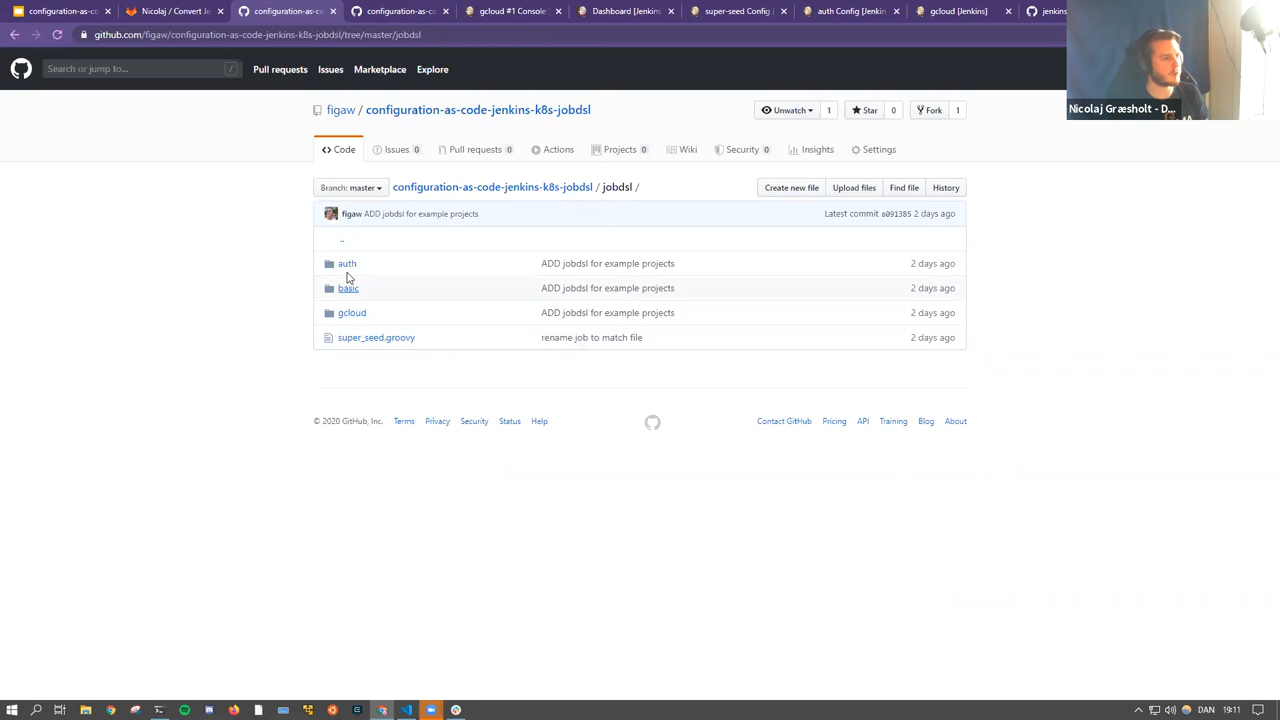 configuration-as-co
Nicolaj / Convert Je
configuration-as-co
configuration-as-co
gcloud #1 Console
Dashboard [Jenkins
super-seed Config
auth Config [Jenkin
gcloud [Jenkins]
jenkins
github.com/figaw/configuration-as-code-jenkins-k8s-jobdsl/tree/master/jobdsl
Search or jump to...
/
Pull requests
Issues
Marketplace
Explore
Nicolaj Græsholt - D...
figaw / configuration-as-code-jenkins-k8s-jobdsl
Unwatch 1
Star 0
Fork 1
Code
Issues 0
Pull requests 0
Actions
Projects 0
Wiki
Security 0
Insights
Settings
Branch: master
configuration-as-code-jenkins-k8s-jobdsl / jobdsl /
Create new file
Upload files
Find file
History
figaw ADD jobdsl for example projects
Latest commit a091385 2 days ago
..
auth ADD jobdsl for example projects 2 days ago
basic ADD jobdsl for example projects 2 days ago
gcloud ADD jobdsl for example projects 2 days ago
super_seed.groovy rename job to match file 2 days ago
© 2020 GitHub, Inc.
Terms
Privacy
Security
Status
Help
Contact GitHub
Pricing
API
Training
Blog
About
DAN
19:11